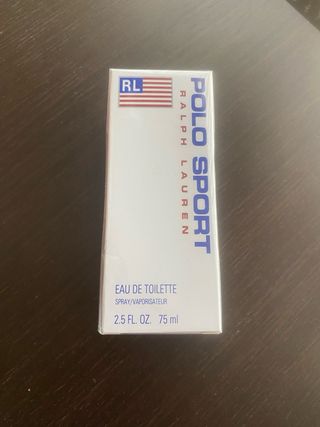 RL
POLO SPORT
RALPH LAUREN
EAU DE TOILETTE
SPRAY/VAPORISATEUR
2.5 FL. OZ. 75 ml